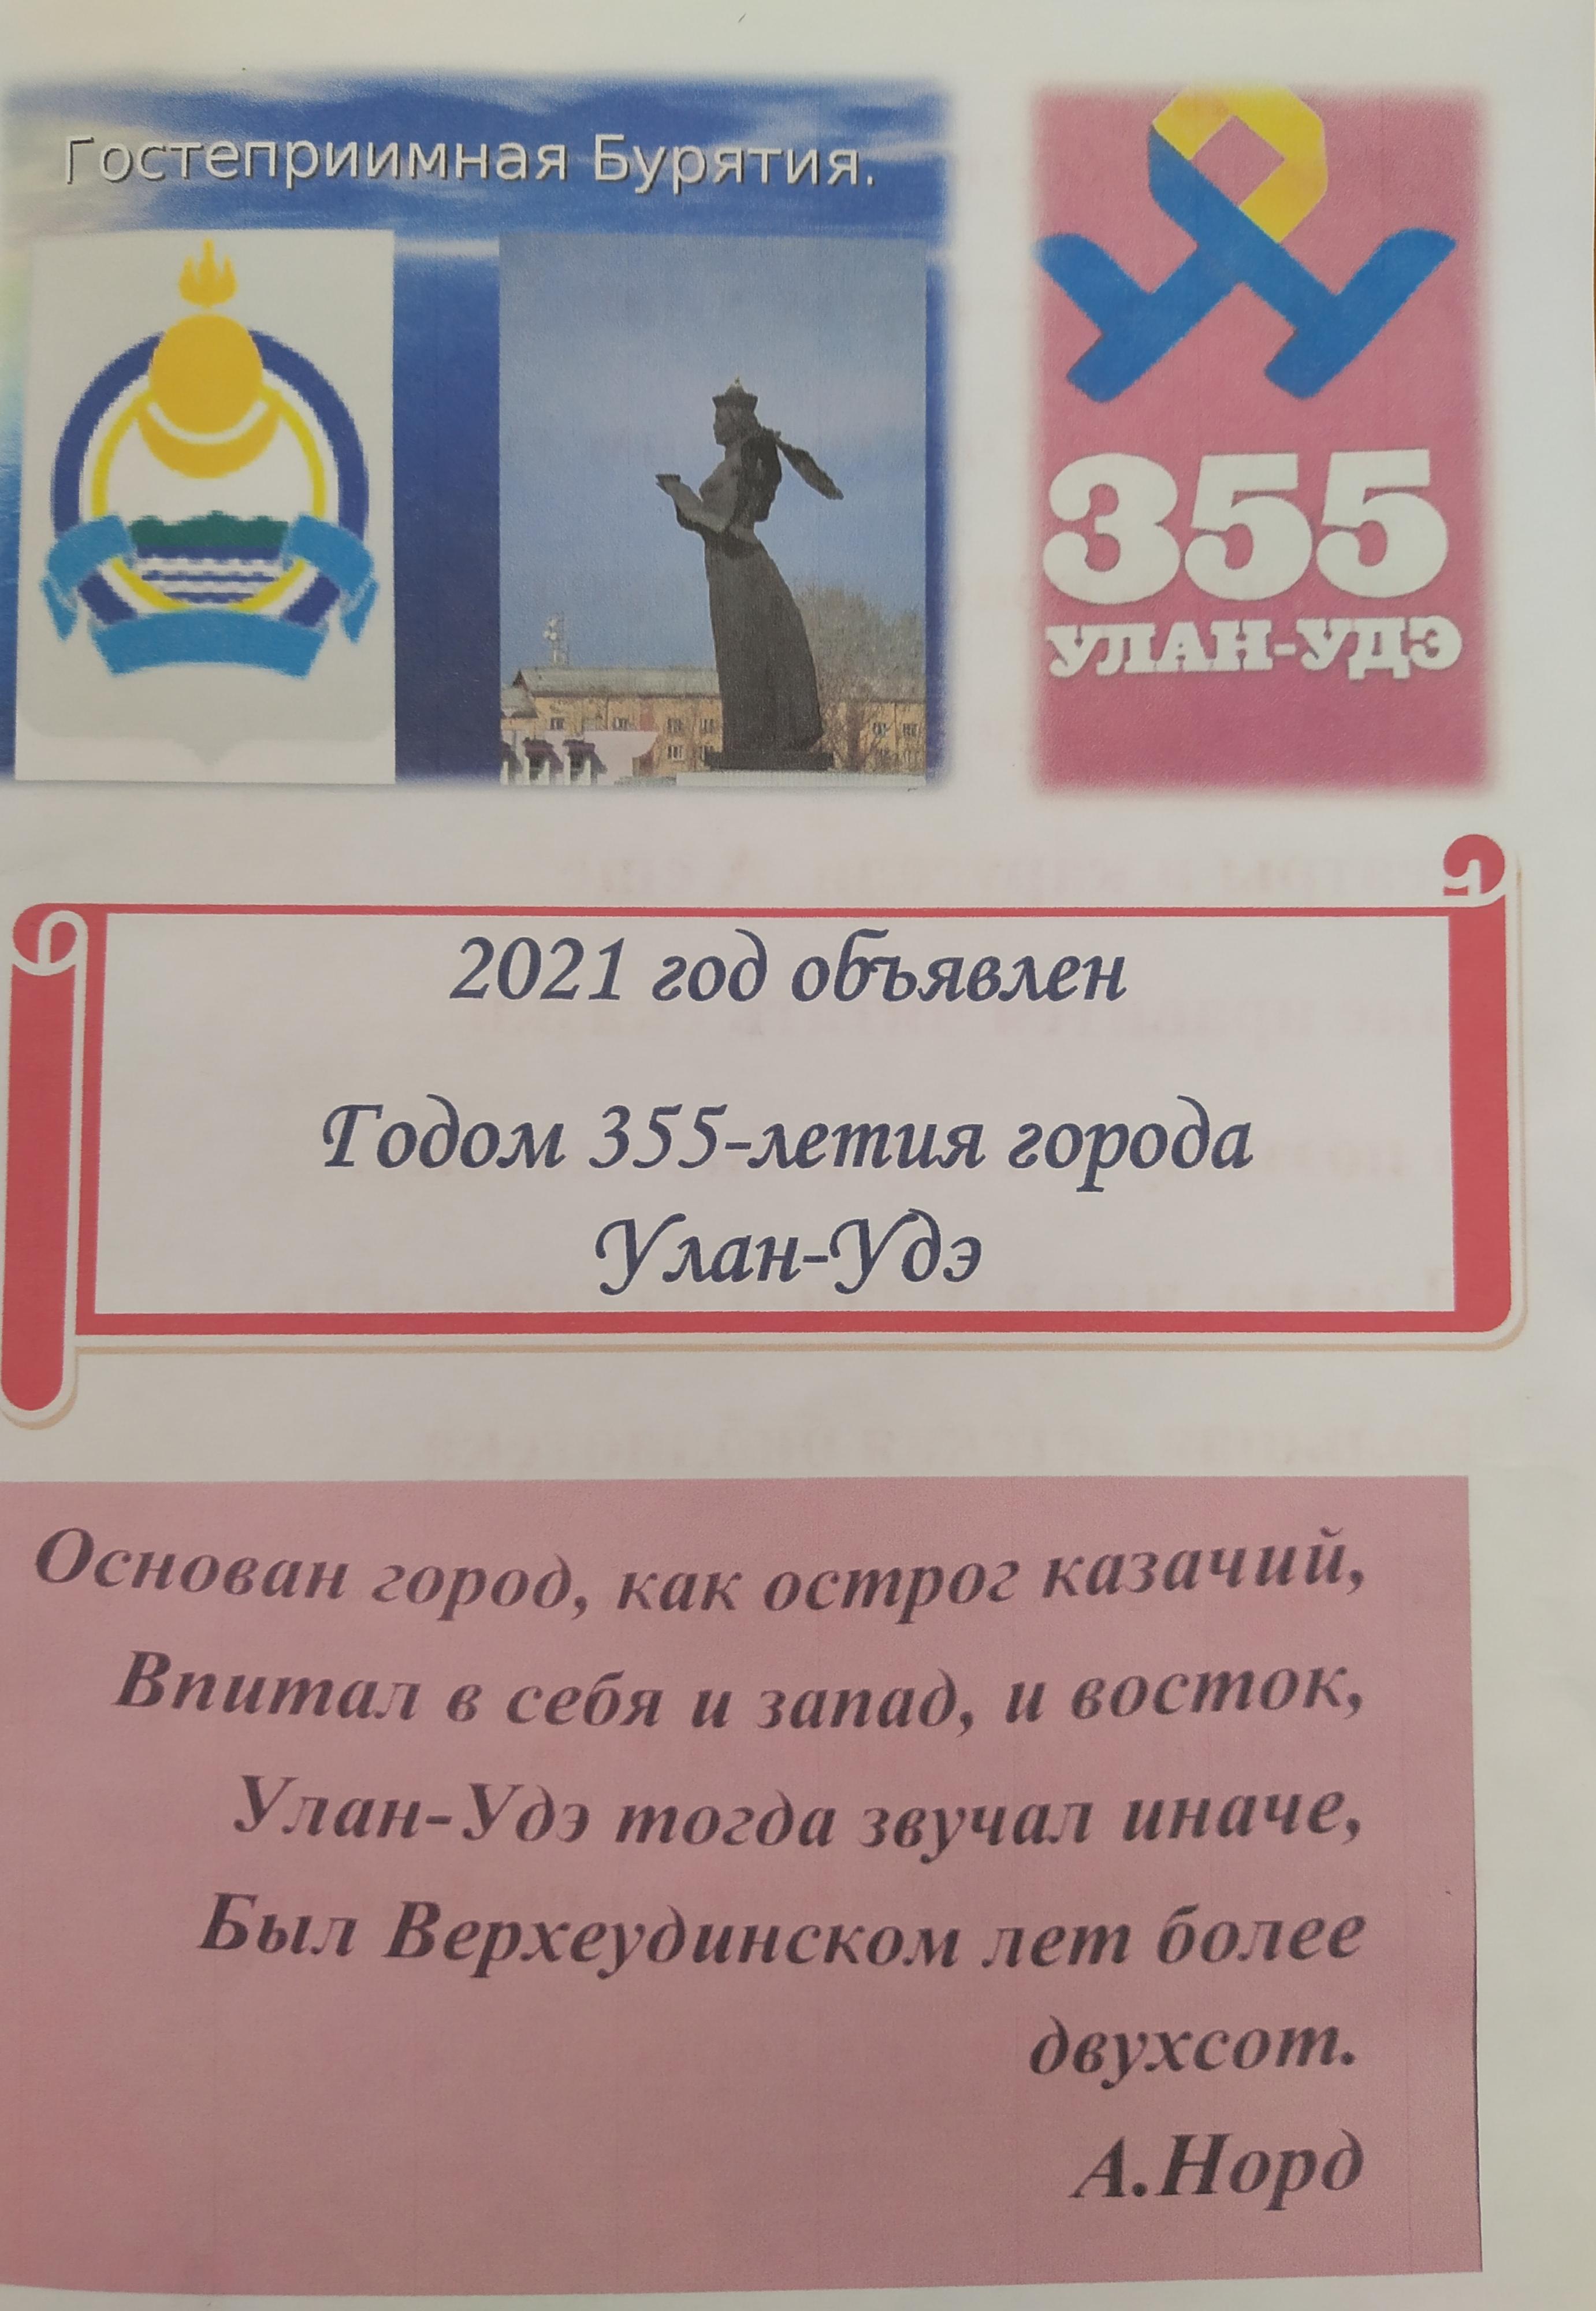 Гостеприимная Бурятия.
355
УЛАН-УДЭ
2021 год объявлен
Годом 355-летия города
Улан-Удэ
Основан город, как острог казачий,
Впитал в себя и запад, и восток,
Улан-Удэ тогда звучал иначе,
Был Верхеудинском лет более
двухсот.
А.Норд